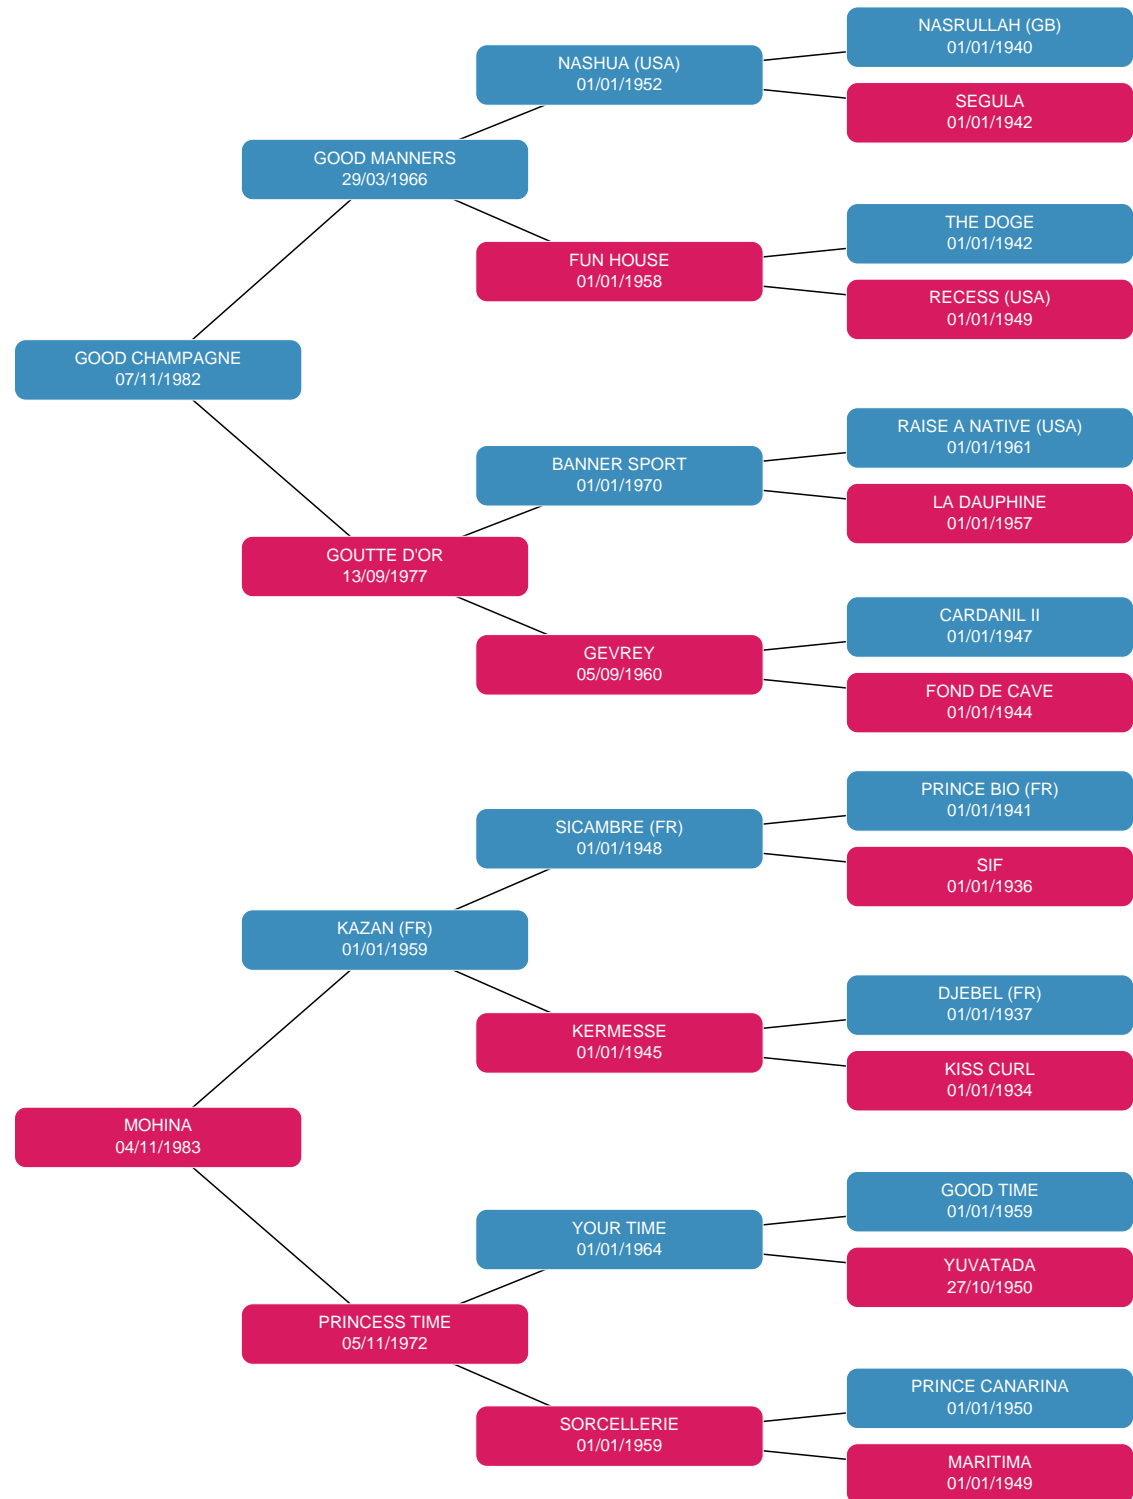 NASRULLAH (GB)
01/01/1940
NASHUA (USA)
01/01/1952
SEGULA
01/01/1942
GOOD MANNERS
29/03/1966
THE DOGE
01/01/1942
FUN HOUSE
01/01/1958
RECESS (USA)
01/01/1949
GOOD CHAMPAGNE
07/11/1982
RAISE A NATIVE (USA)
01/01/1961
BANNER SPORT
01/01/1970
LA DAUPHINE
01/01/1957
GOUTTE D'OR
13/09/1977
CARDANIL II
01/01/1947
GEVREY
05/09/1960
FOND DE CAVE
01/01/1944
PRINCE BIO (FR)
01/01/1941
SICAMBRE (FR)
01/01/1948
SIF
01/01/1936
KAZAN (FR)
01/01/1959
DJEBEL (FR)
01/01/1937
KERMESSE
01/01/1945
KISS CURL
01/01/1934
MOHINA
04/11/1983
GOOD TIME
01/01/1959
YOUR TIME
01/01/1964
YUVATADA
27/10/1950
PRINCESS TIME
05/11/1972
PRINCE CANARINA
01/01/1950
SORCELLERIE
01/01/1959
MARITIMA
01/01/1949